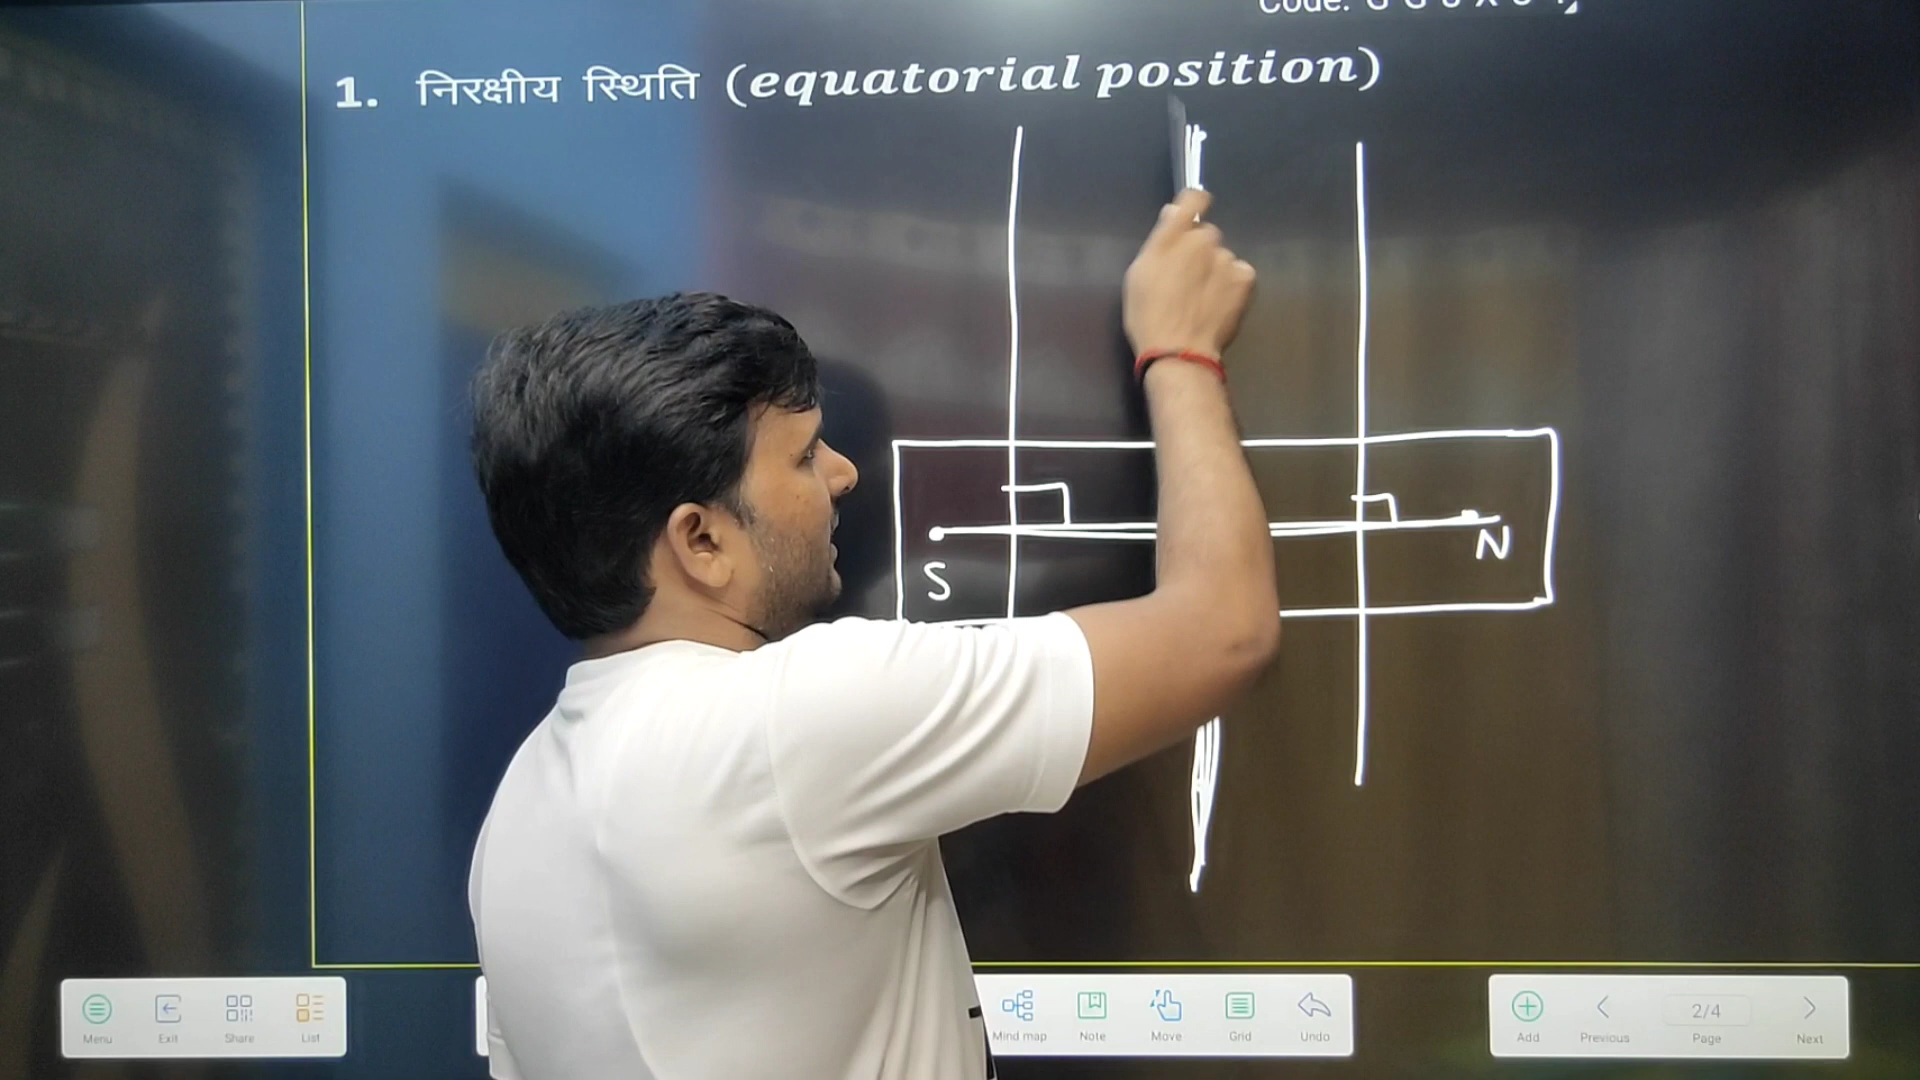 Code: G G
1. निरक्षीय स्थिति (equatorial position)
S
N
Menu Exit Share List Mind map Note Move Grid Undo Add Previous 2/4 Page Next